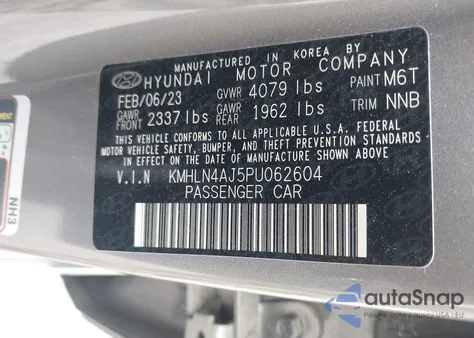 MANUFACTURED IN KOREA BY
HYUNDAI MOTOR COMPANY
FEB/06/23 GVWR 4079 lbs PAINT M6T
GAWR FRONT 2337 lbs GAWR REAR 1962 lbs TRIM NNB
THIS VEHICLE CONFORMS TO ALL APPLICABLE U.S.A. FEDERAL
MOTOR VEHICLE SAFETY AND THEFT PREVENTION STANDARDS
IN EFFECT ON THE DATE OF MANUFACTURE SHOWN ABOVE.
V.I.N KMHLN4AJ5PU062604
PASSENGER CAR
NH3
autoSnap